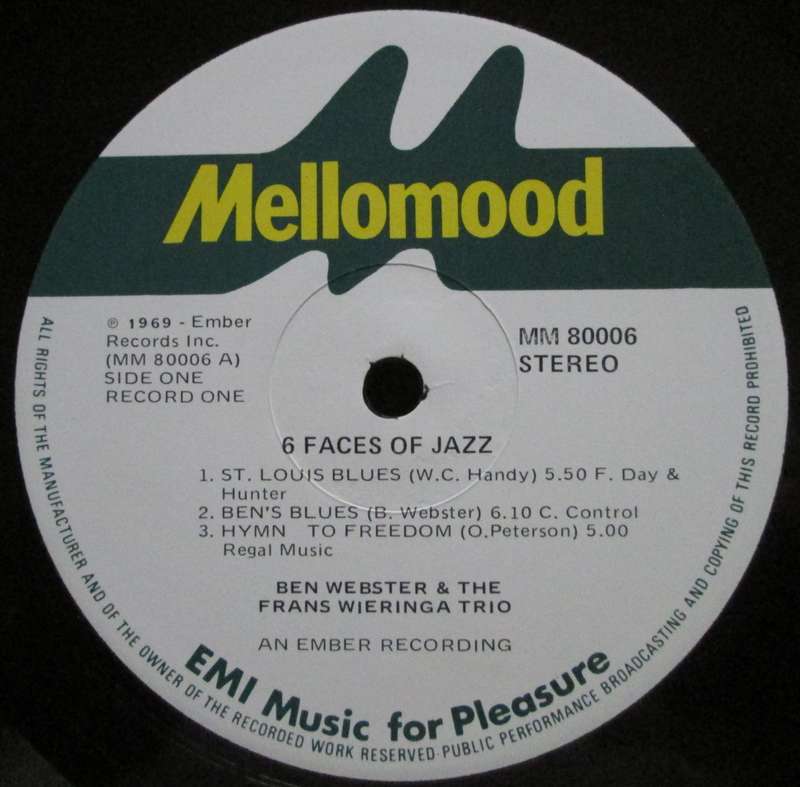 Mellomood
℗ 1969 - Ember
Records Inc.
(MM 80006 A)
SIDE ONE
RECORD ONE
MM 80006
STEREO
6 FACES OF JAZZ
1. ST. LOUIS BLUES (W.C. Handy) 5.50 F. Day &
Hunter
2. BEN'S BLUES (B. Webster) 6.10 C. Control
3. HYMN TO FREEDOM (O.Peterson) 5.00
Regal Music
BEN WEBSTER & THE
FRANS WIERINGA TRIO
AN EMBER RECORDING
EMI Music for Pleasure
ALL RIGHTS OF THE MANUFACTURER AND OF THE OWNER OF THE RECORDED WORK RESERVED·PUBLIC PERFORMANCE BROADCASTING AND COPYING OF THIS RECORD PROHIBITED